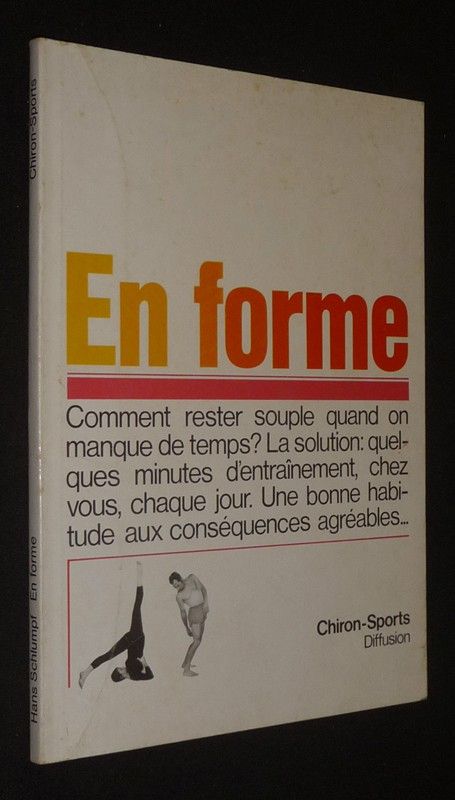 Chiron-Sports
Hans Schlumpf En forme
En forme
Comment rester souple quand on
manque de temps? La solution: quel-
ques minutes d'entraînement, chez
vous, chaque jour. Une bonne habi-
tude aux conséquences agréables...
Chiron-Sports
Diffusion